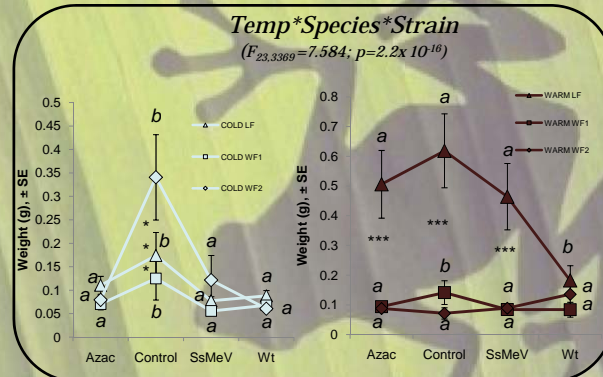 Temp*Species*Strain
(F23,3369=7.584; p=2.2x 10-16)
Weight (g), ± SE
0.5
0.45
0.4
0.35
0.3
0.25
0.2
0.15
0.1
0.05
0
COLD LF
COLD WF1
COLD WF2
b
*
*
*
b
b
a
a
a
a
a
a
a
a
a
Azac Control SsMeV Wt
Weight (g), ± SE
0.8
0.7
0.6
0.5
0.4
0.3
0.2
0.1
0
WARM LF
WARM WF1
WARM WF2
a
a
a
***
***
***
b
b
a
a
a
a
a
a
a
Azac Control SsMeV Wt